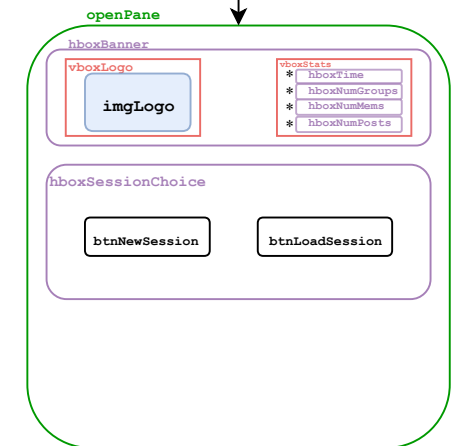 openPane
hboxBanner
vboxLogo
imgLogo
vboxStats
* hboxTime
* hboxNumGroups
* hboxNumMems
* hboxNumPosts
hboxSessionChoice
btnNewSession
btnLoadSession